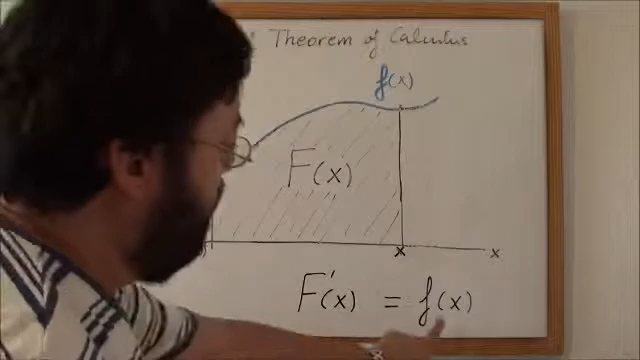 Theorem of Calculus
f(x)
F(x)
x x
F'(x) = f(x)